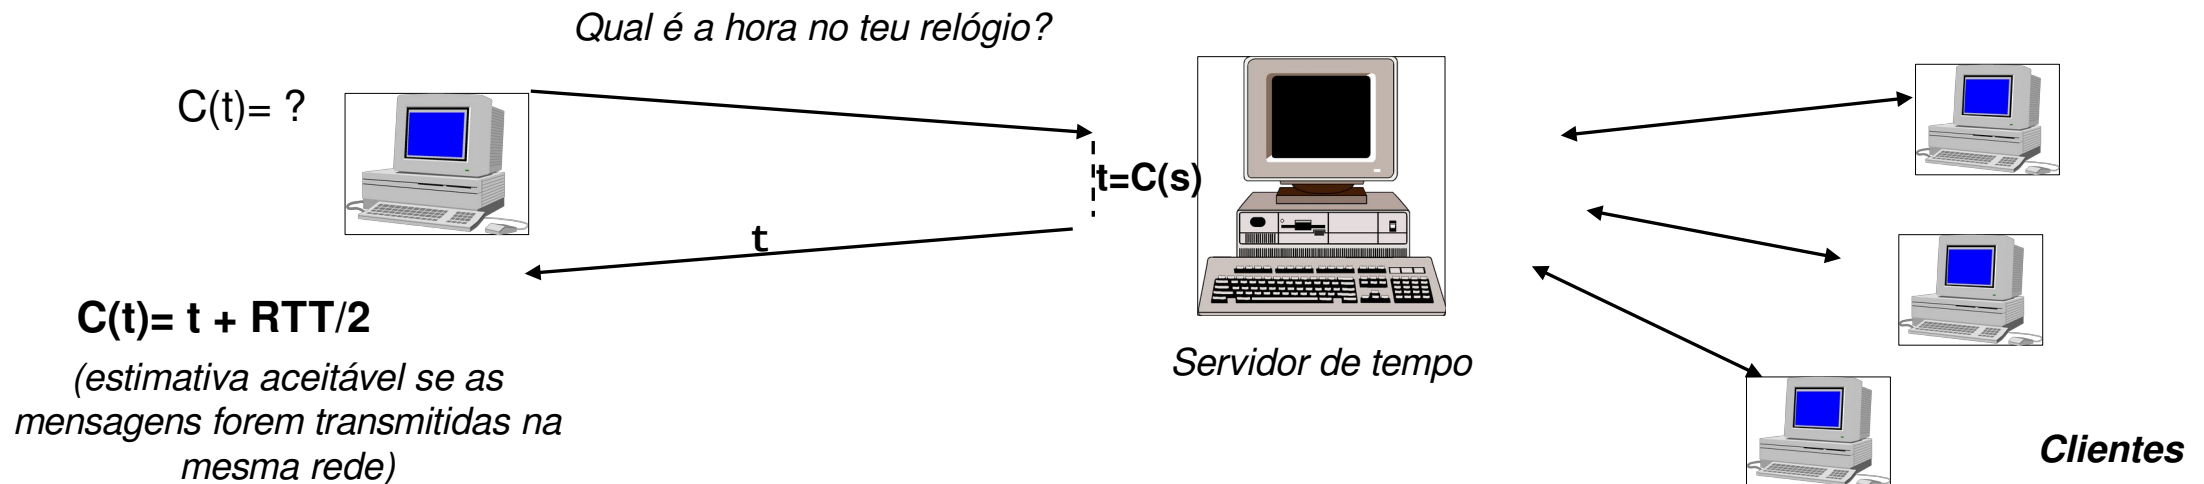 Qual é a hora no teu relógio?
C(t)= ?
t=C(s)
t
C(t)= t + RTT/2
(estimativa aceitável se as
mensagens forem transmitidas na
mesma rede)
Servidor de tempo
Clientes